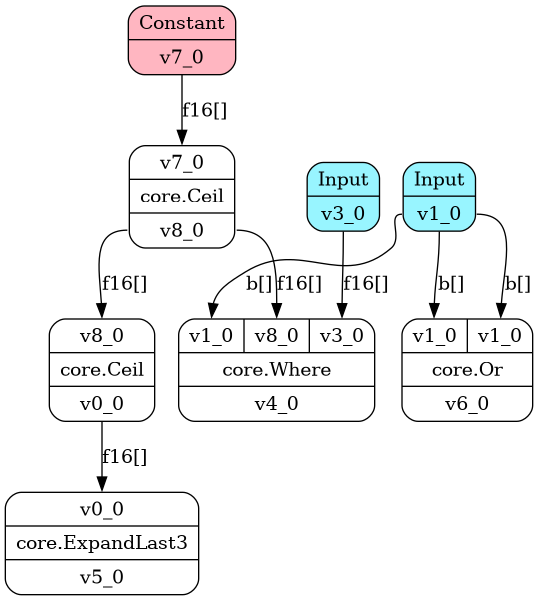 Constant
v7_0
f16[]
v7_0
core.Ceil
v8_0
Input
v3_0
Input
v1_0
f16[]
b[]
f16[]
f16[]
b[]
b[]
v8_0
core.Ceil
v0_0
v1_0 v8_0 v3_0
core.Where
v4_0
v1_0 v1_0
core.Or
v6_0
f16[]
v0_0
core.ExpandLast3
v5_0